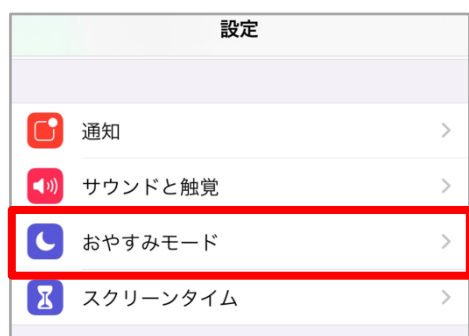 設定
通知
サウンドと触覚
おやすみモード
スクリーンタイム